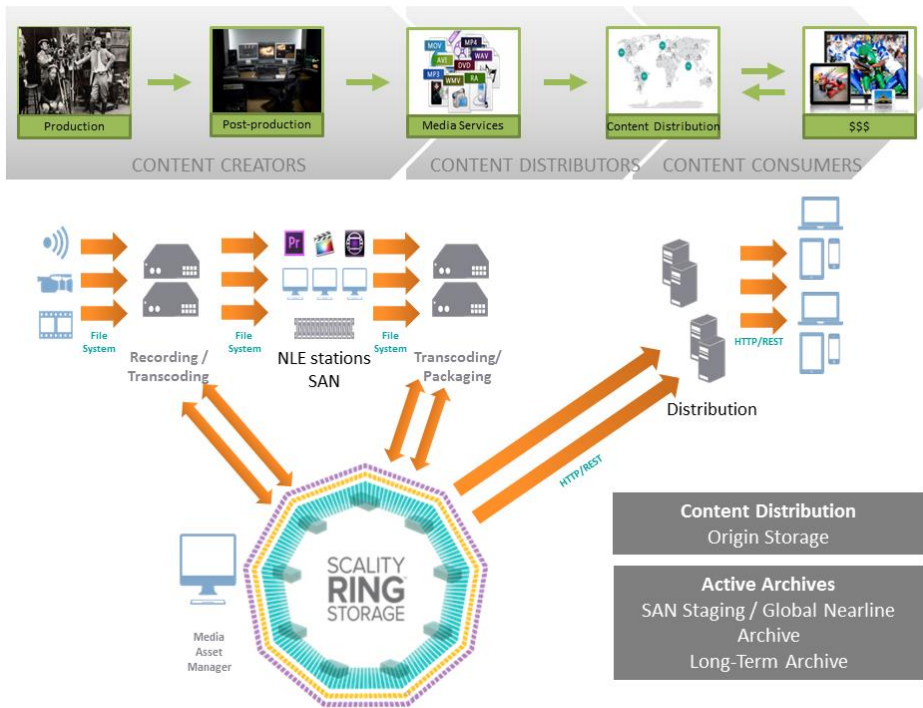 MOV
MP4
AVI
WAV
DVD
MP3
WMV
RA
Production
Post-production
Media Services
Content Distribution
$$$
CONTENT CREATORS
CONTENT DISTRIBUTORS
CONTENT CONSUMERS
Pr
File
System
File
System
File
System
HTTP/REST
Recording /
Transcoding
NLE stations
SAN
Transcoding/
Packaging
Distribution
HTTP/REST
SCALITY
RING™
STORAGE
Media
Asset
Manager
Content Distribution
Origin Storage
Active Archives
SAN Staging / Global Nearline
Archive
Long-Term Archive